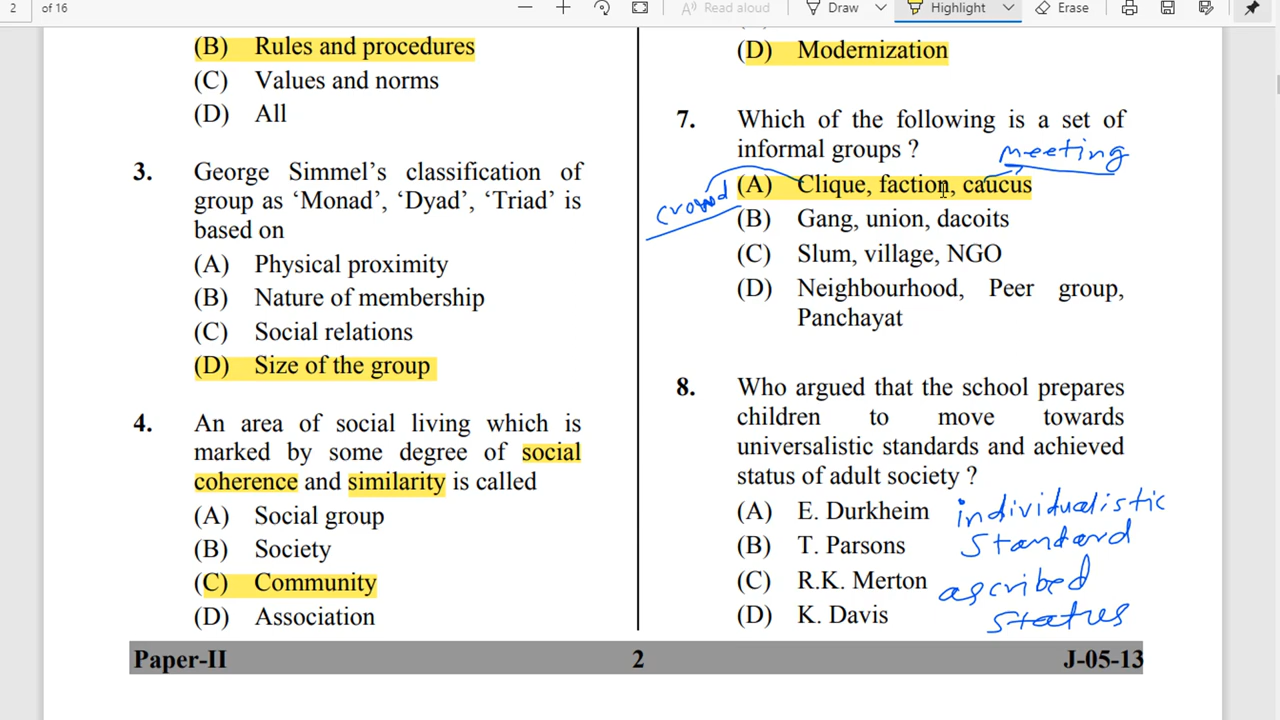 2 of 16 Read aloud Draw Highlight Erase
(B) Rules and procedures
(C) Values and norms
(D) All
3. George Simmel's classification of
group as 'Monad', 'Dyad', 'Triad' is
based on
(A) Physical proximity
(B) Nature of membership
(C) Social relations
(D) Size of the group
4. An area of social living which is
marked by some degree of social
coherence and similarity is called
(A) Social group
(B) Society
(C) Community
(D) Association
(D) Modernization
7. Which of the following is a set of
informal groups ?
meeting
(A) Clique, faction, caucus
crowd
(B) Gang, union, dacoits
(C) Slum, village, NGO
(D) Neighbourhood, Peer group,
Panchayat
8. Who argued that the school prepares
children to move towards
universalistic standards and achieved
status of adult society ?
(A) E. Durkheim individualistic
(B) T. Parsons standard
(C) R.K. Merton ascribed
(D) K. Davis status
Paper-II 2 J-05-13